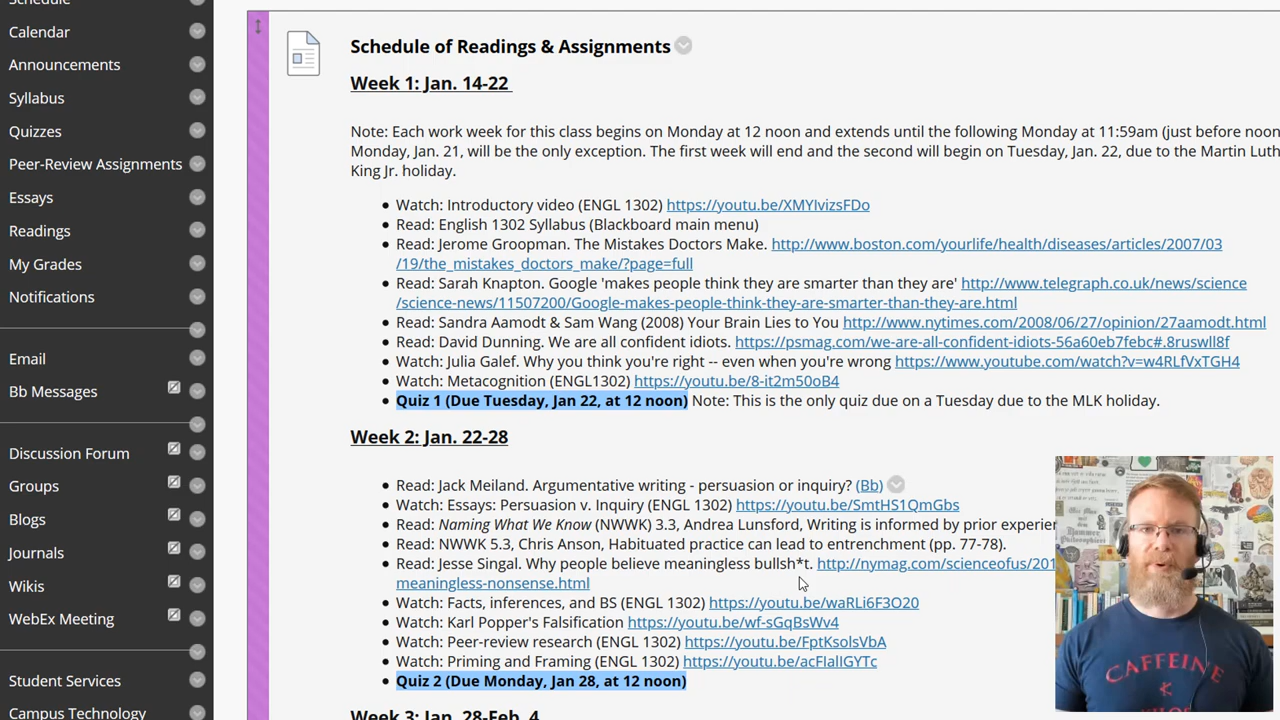 Schedule
Calendar
Announcements
Syllabus
Quizzes
Peer-Review Assignments
Essays
Readings
My Grades
Notifications
Email
Bb Messages
Discussion Forum
Groups
Blogs
Journals
Wikis
WebEx Meeting
Student Services
Campus Technology
Schedule of Readings & Assignments
Week 1: Jan. 14-22
Note: Each work week for this class begins on Monday at 12 noon and extends until the following Monday at 11:59am (just before noon
Monday, Jan. 21, will be the only exception. The first week will end and the second will begin on Tuesday, Jan. 22, due to the Martin Luth
King Jr. holiday.
Watch: Introductory video (ENGL 1302) https://youtu.be/XMYIvizsFDo
Read: English 1302 Syllabus (Blackboard main menu)
Read: Jerome Groopman. The Mistakes Doctors Make. http://www.boston.com/yourlife/health/diseases/articles/2007/03
/19/the_mistakes_doctors_make/?page=full
Read: Sarah Knapton. Google 'makes people think they are smarter than they are' http://www.telegraph.co.uk/news/science
/science-news/11507200/Google-makes-people-think-they-are-smarter-than-they-are.html
Read: Sandra Aamodt & Sam Wang (2008) Your Brain Lies to You http://www.nytimes.com/2008/06/27/opinion/27aamodt.html
Read: David Dunning. We are all confident idiots. https://psmag.com/we-are-all-confident-idiots-56a60eb7febc#.8ruswll8f
Watch: Julia Galef. Why you think you're right -- even when you're wrong https://www.youtube.com/watch?v=w4RLfVxTGH4
Watch: Metacognition (ENGL1302) https://youtu.be/8-it2m50oB4
Quiz 1 (Due Tuesday, Jan 22, at 12 noon) Note: This is the only quiz due on a Tuesday due to the MLK holiday.
Week 2: Jan. 22-28
Read: Jack Meiland. Argumentative writing - persuasion or inquiry? (Bb)
Watch: Essays: Persuasion v. Inquiry (ENGL 1302) https://youtu.be/SmtHS1QmGbs
Read: Naming What We Know (NWWK) 3.3, Andrea Lunsford, Writing is informed by prior experien
Read: NWWK 5.3, Chris Anson, Habituated practice can lead to entrenchment (pp. 77-78).
Read: Jesse Singal. Why people believe meaningless bullsh*t. http://nymag.com/scienceofus/201
meaningless-nonsense.html
Watch: Facts, inferences, and BS (ENGL 1302) https://youtu.be/waRLi6F3O20
Watch: Karl Popper's Falsification https://youtu.be/wf-sGqBsWv4
Watch: Peer-review research (ENGL 1302) https://youtu.be/FptKsolsVbA
Watch: Priming and Framing (ENGL 1302) https://youtu.be/acFIalIGYTc
Quiz 2 (Due Monday, Jan 28, at 12 noon)
Week 3: Jan. 28-Feb. 4
CAFFEINE